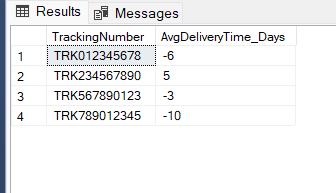 Results Messages
TrackingNumber AvgDeliveryTime_Days
1 TRK012345678 -6
2 TRK234567890 5
3 TRK567890123 -3
4 TRK789012345 -10